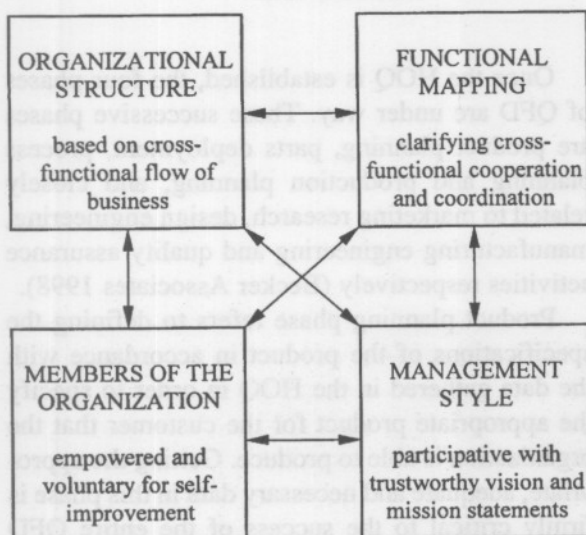 ORGANIZATIONAL
STRUCTURE
based on cross-
functional flow of
business
FUNCTIONAL
MAPPING
clarifying cross-
functional cooperation
and coordination
MEMBERS OF THE
ORGANIZATION
empowered and
voluntary for self-
improvement
MANAGEMENT
STYLE
participative with
trustworthy vision and
mission statements